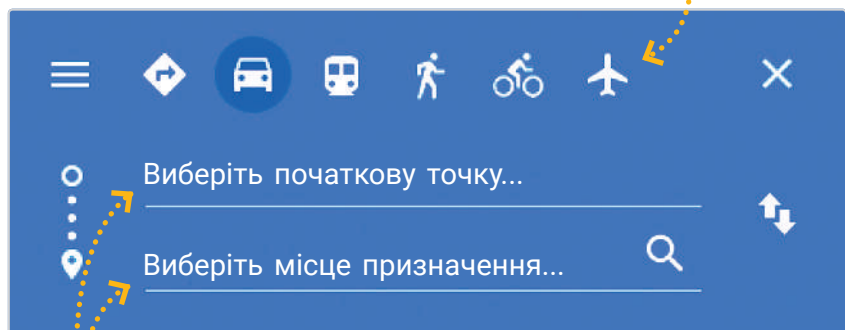 Виберіть початкову точку...
Виберіть місце призначення...